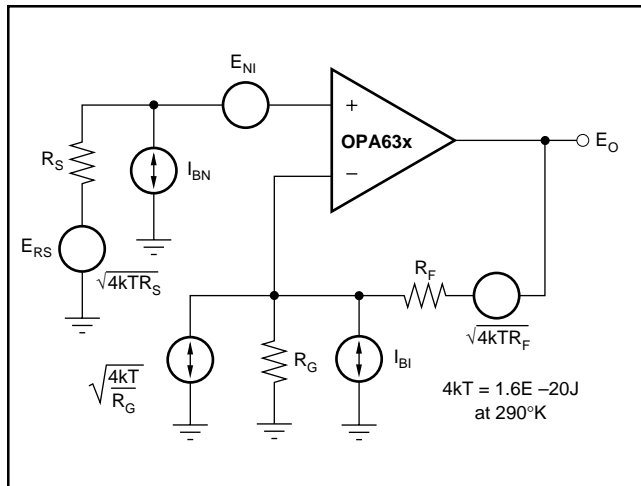 E_NI
+
OPA63x
E_O
R_S
I_BN
−
E_RS
√4kTR_S
R_F
√4kTR_F
√4kT/R_G
R_G
I_BI
4kT = 1.6E –20J
at 290°K